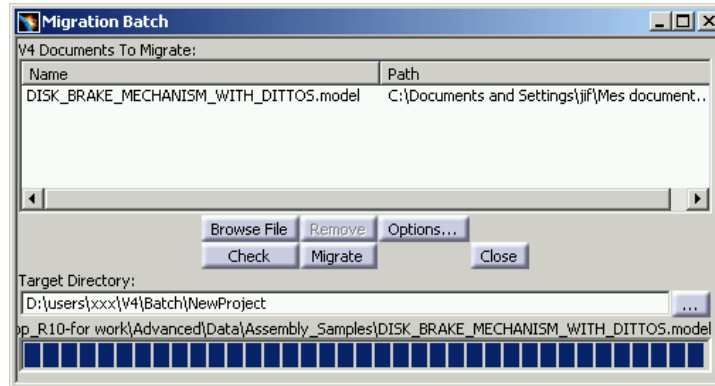 Migration Batch
V4 Documents To Migrate:
Name Path
DISK_BRAKE_MECHANISM_WITH_DITTOS.model C:\Documents and Settings\jif\Mes document..
Browse File Remove Options...
Check Migrate Close
Target Directory:
D:\users\xxx\V4\Batch\NewProject ...
op_R10-for work\Advanced\Data\Assembly_Samples\DISK_BRAKE_MECHANISM_WITH_DITTOS.model